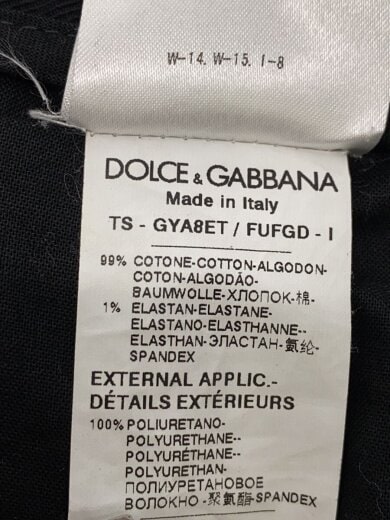 W-14. W-15. I-8
DOLCE & GABBANA
Made in Italy
TS - GYA8ET / FUFGD - I
99% COTONE-COTTON-ALGODON-
COTON-ALGODÃO-
BAUMWOLLE-ХЛОПОК-棉-
1% ELASTAN-ELASTANE-
ELASTANO-ELASTHANNE--
ELASTHAN-ЭЛАСТАН-氨纶-
SPANDEX
EXTERNAL APPLIC.-
DÉTAILS EXTÉRIEURS
100% POLIURETANO-
POLYURETHANE--
POLYURÉTHANE--
POLYURETHAN-
ПОЛИУРЕТАНОВОЕ
ВОЛОКНО-聚氨酯-SPANDEX